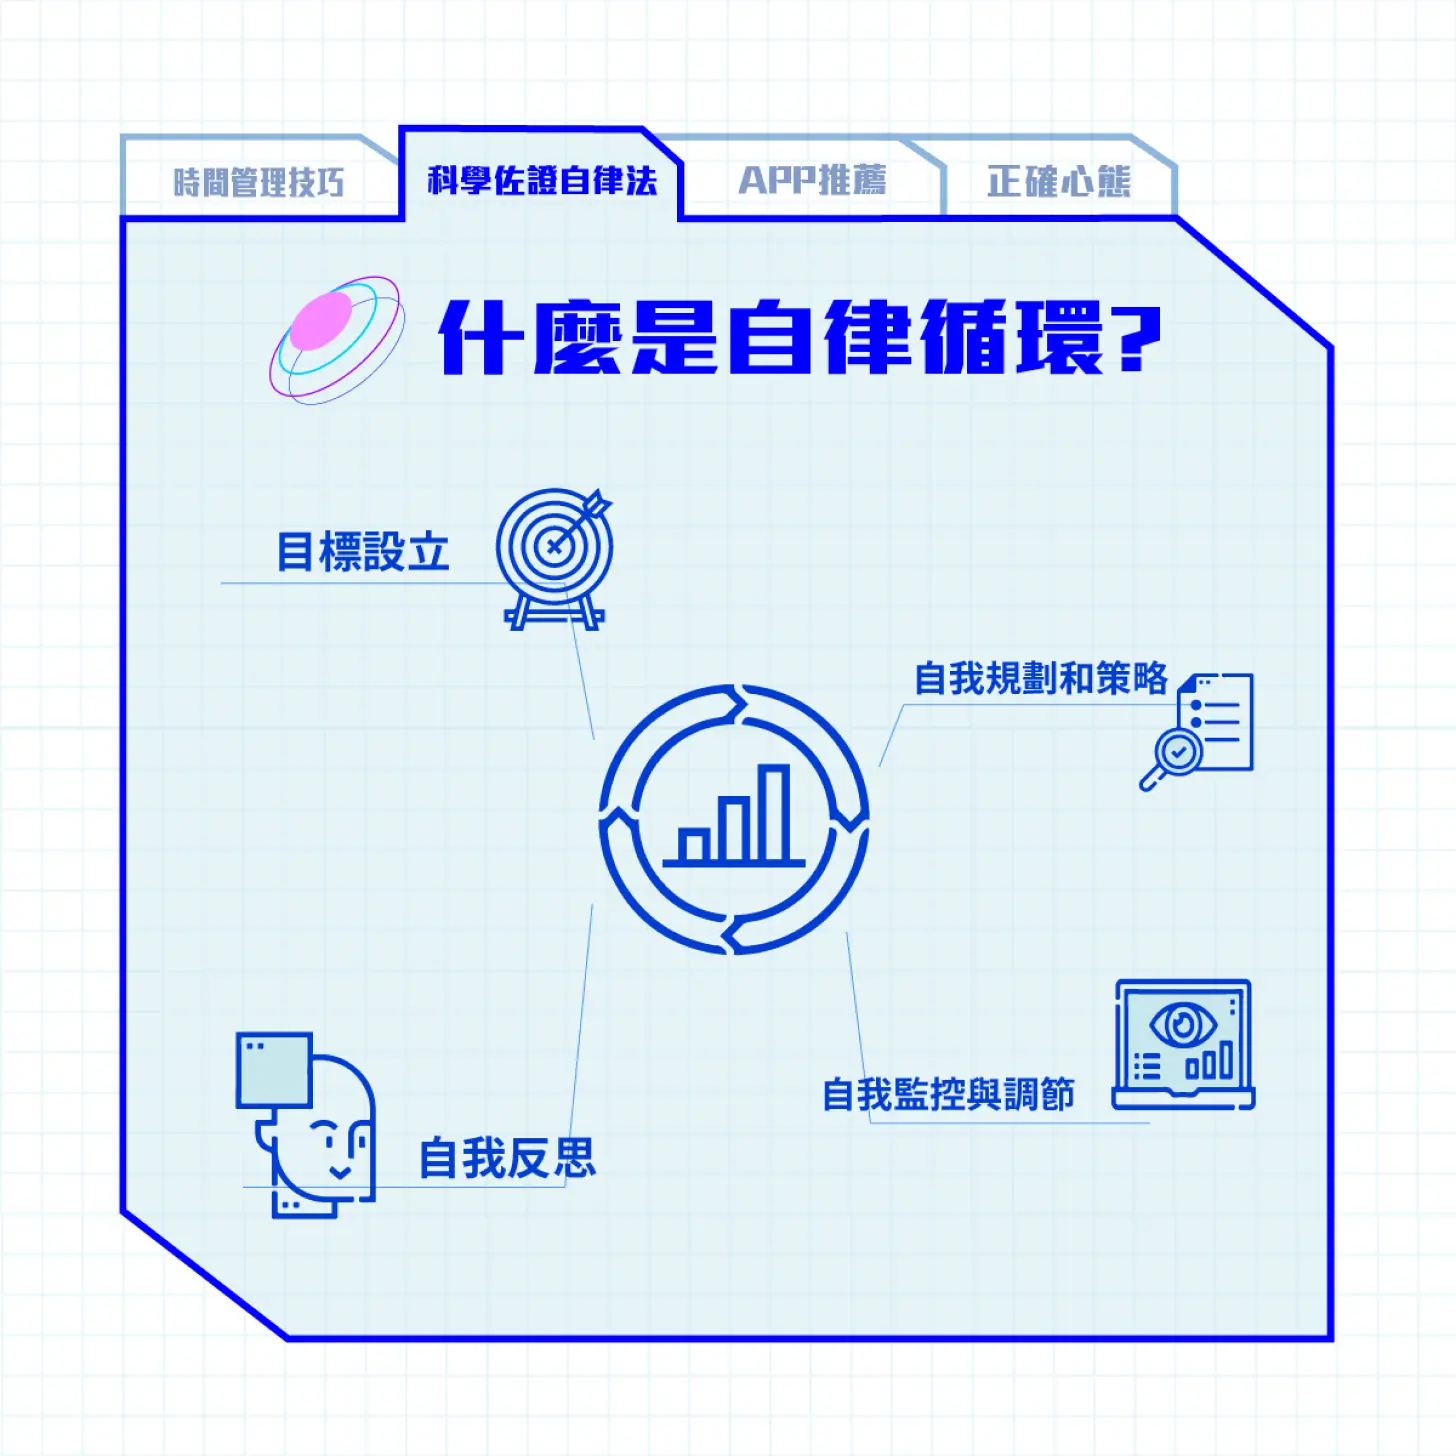 時間管理技巧
科學佐證自律法
APP推薦
正確心態
什麼是自律循環?
目標設立
自我規劃和策略
自我監控與調節
自我反思